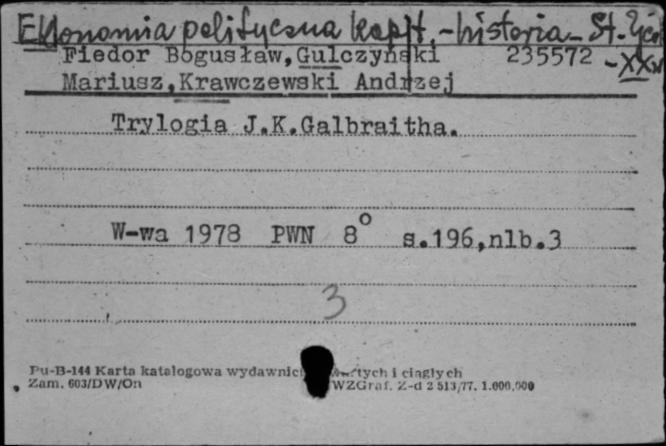 Ekonomia polityczna kapit. - historia - St. Zjed.
Fiedor Bogusław,Gulczyński 235572 - XX w
Mariusz,Krawczewski Andrzej
Trylogia J.K.Galbraitha.
W-wa 1978 PWN 8° s.196,nlb.3
3
Pu-B-144 Karta katalogowa wydawnic i ciągłych
Zam. 603/DW/On WZGraf. Z-d 2 513/77. 1.000,000